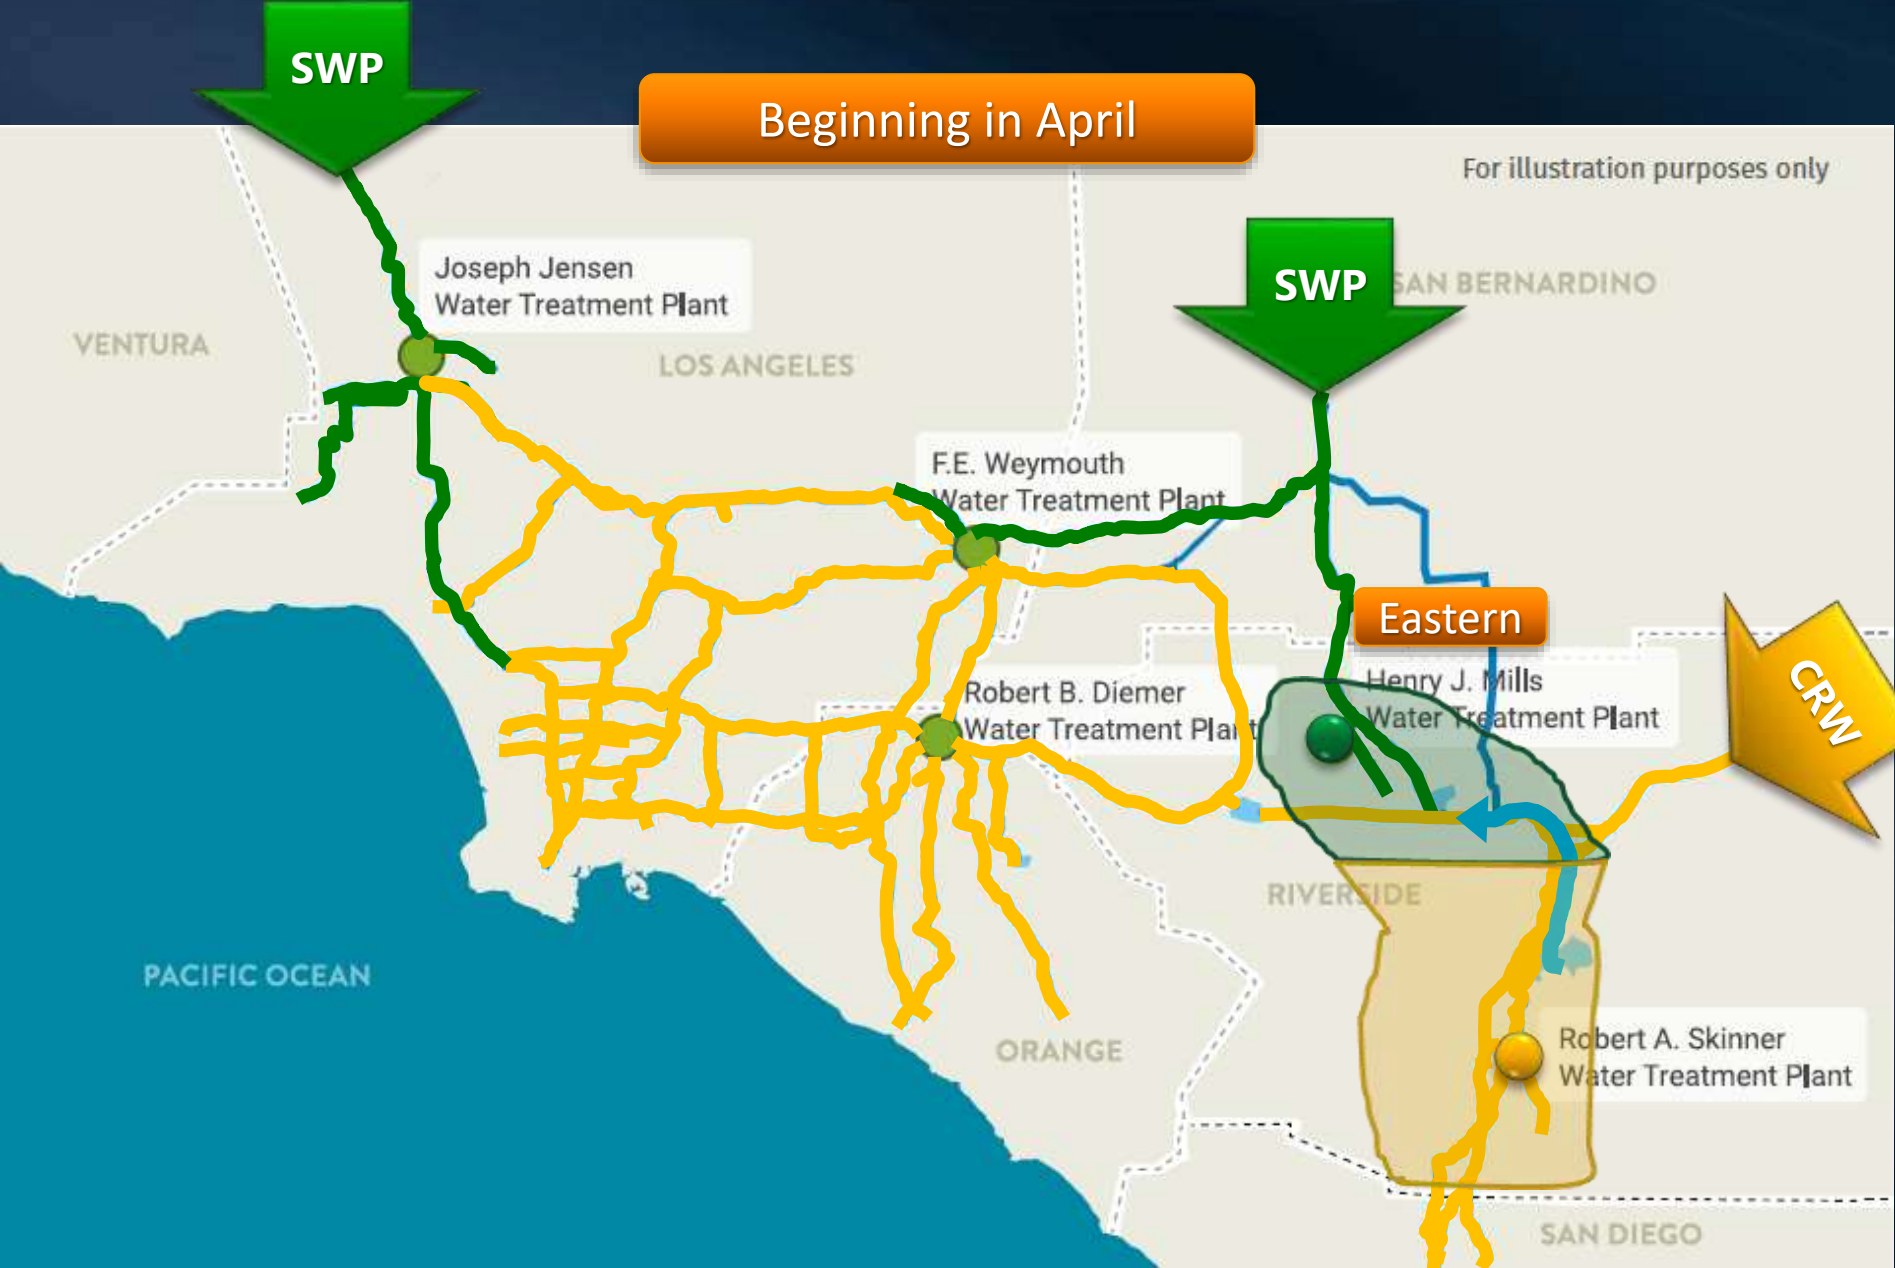 SWP
Beginning in April
For illustration purposes only
Joseph Jensen
Water Treatment Plant
SWP
SAN BERNARDINO
VENTURA
LOS ANGELES
F.E. Weymouth
Water Treatment Plant
Eastern
Henry J. Mills
Water Treatment Plant
CRW
Robert B. Diemer
Water Treatment Plant
RIVERSIDE
PACIFIC OCEAN
ORANGE
Robert A. Skinner
Water Treatment Plant
SAN DIEGO